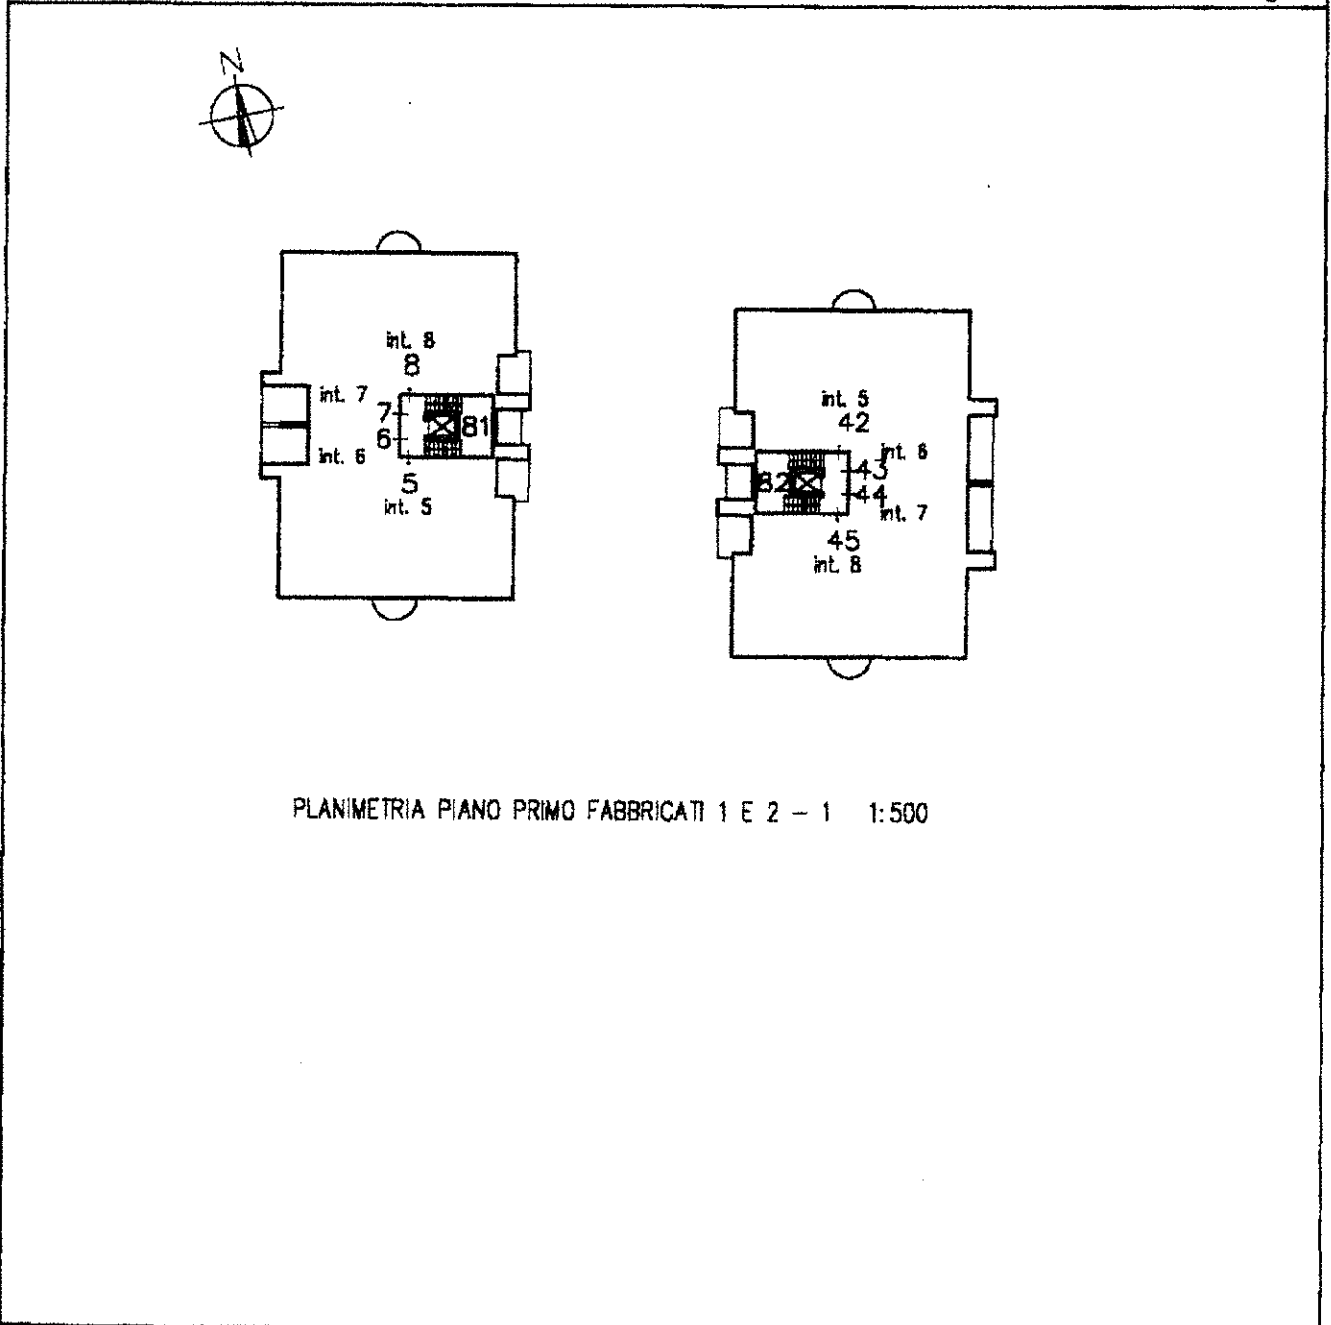 N
int. 8
8
int. 7
7
81
6
int. 6
5
int. 5
int. 5
42
int. 6
43
82
44
int. 7
45
int. 8
PLANIMETRIA PIANO PRIMO FABBRICATI 1 E 2 - 1 1:500